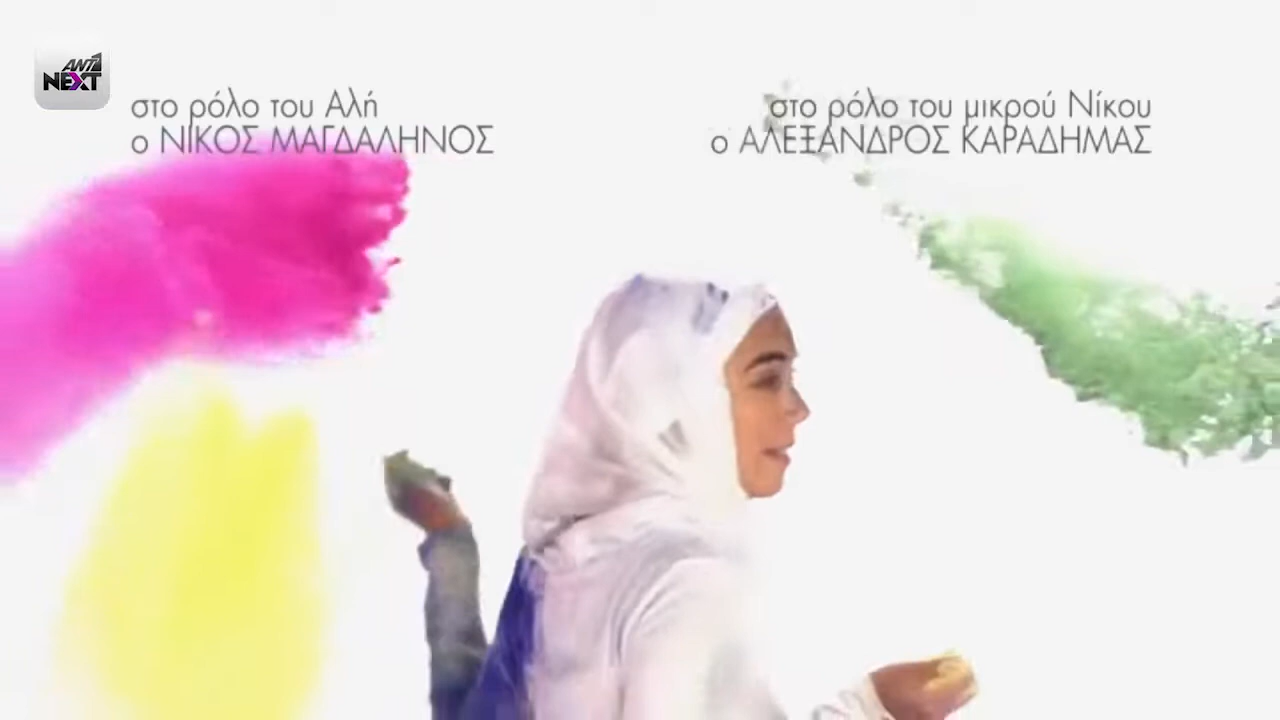 ANT1
NEXT
στο ρόλο του Αλή
ο ΝΙΚΟΣ ΜΑΓΔΑΛΗΝΟΣ
στο ρόλο του μικρού Νίκου
ο ΑΛΕΞΑΝΔΡΟΣ ΚΑΡΑΔΗΜΑΣ